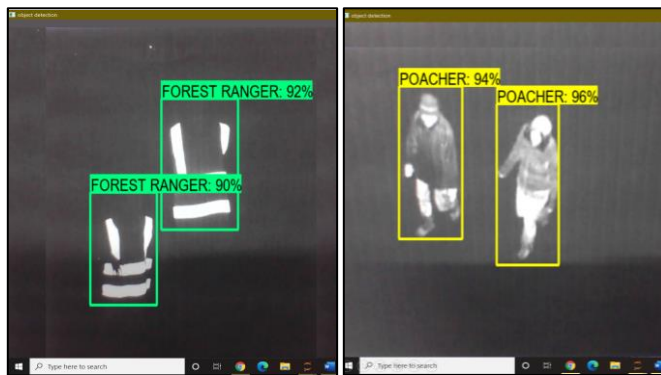 object detection
FOREST RANGER: 92%
FOREST RANGER: 90%
Type here to search
object detection
POACHER: 94%
POACHER: 96%
Type here to search